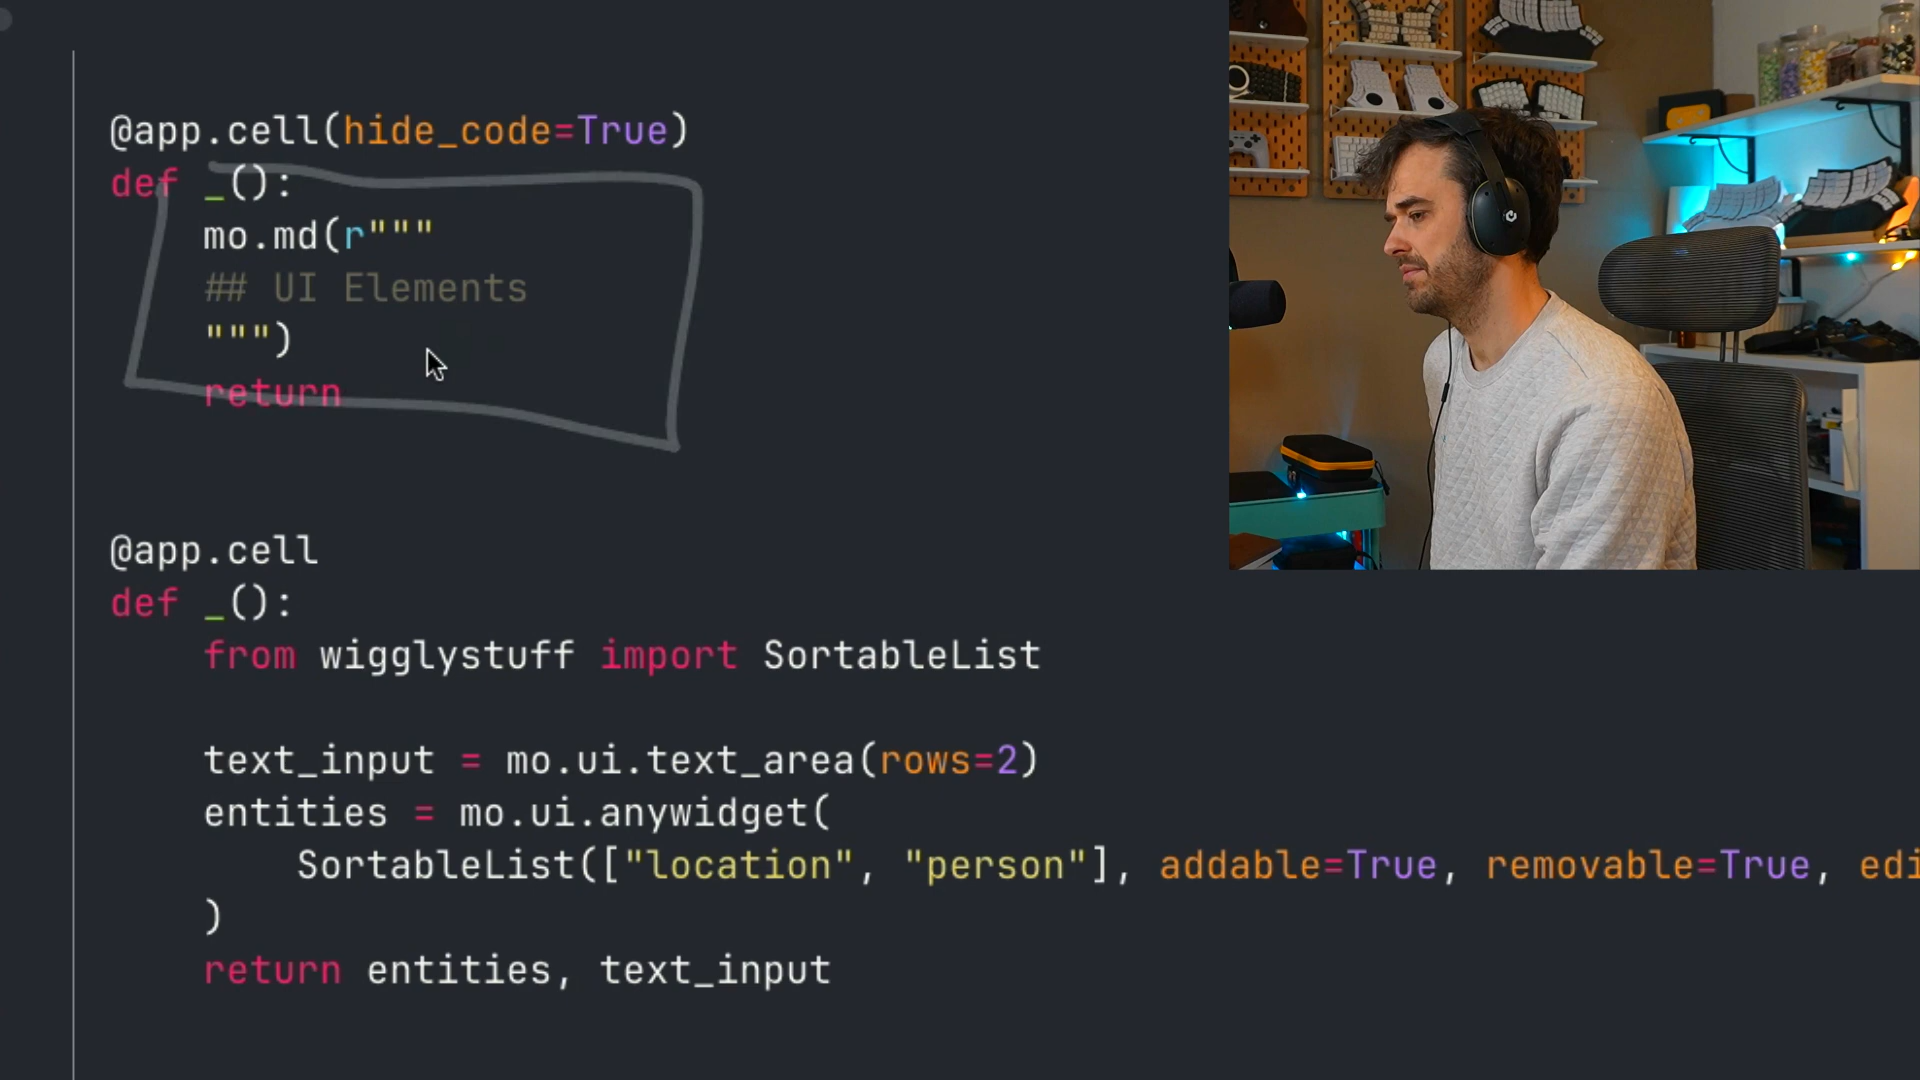 @app.cell(hide_code=True)
def _():
    mo.md(r"""
    ## UI Elements
    """)
    return
@app.cell
def _():
    from wigglystuff import SortableList
    text_input = mo.ui.text_area(rows=2)
    entities = mo.ui.anywidget(
        SortableList(["location", "person"], addable=True, removable=True, edi
    )
    return entities, text_input